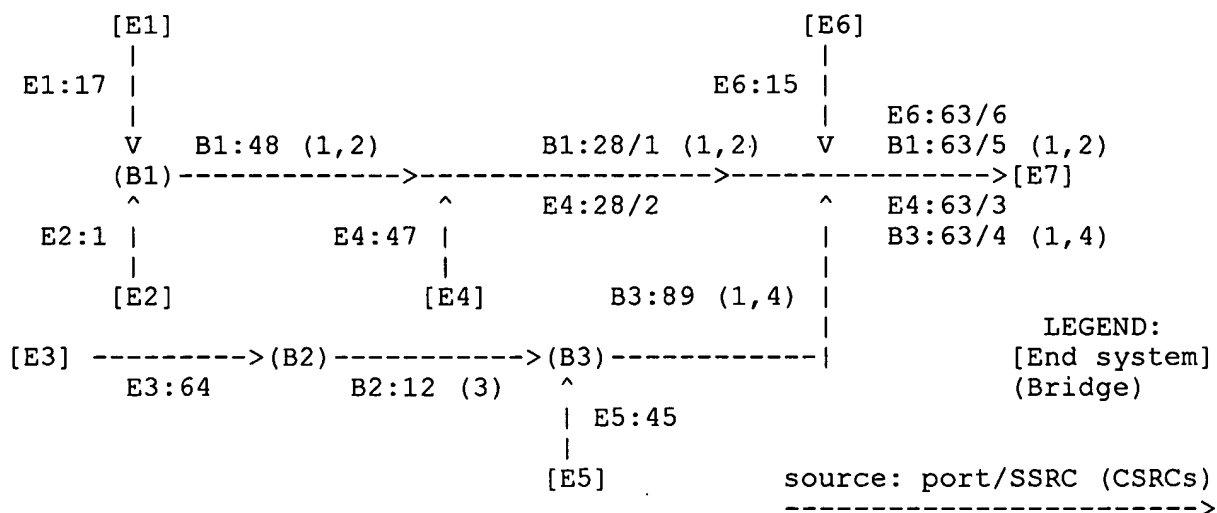 [E1] [E6]
E1:17 E6:15
E6:63/6
V B1:48 (1,2) B1:28/1 (1,2) V B1:63/5 (1,2)
(B1)------------->----------------->--------------->[E7]
^ ^ E4:28/2 ^ E4:63/3
E2:1 | E4:47 | | B3:63/4 (1,4)
[E2] [E4] B3:89 (1,4) |
LEGEND:
[E3] --------->(B2)----------->(B3)------------| [End system]
E3:64 B2:12 (3) ^ (Bridge)
| E5:45
[E5] source: port/SSRC (CSRCs)
------------------------->